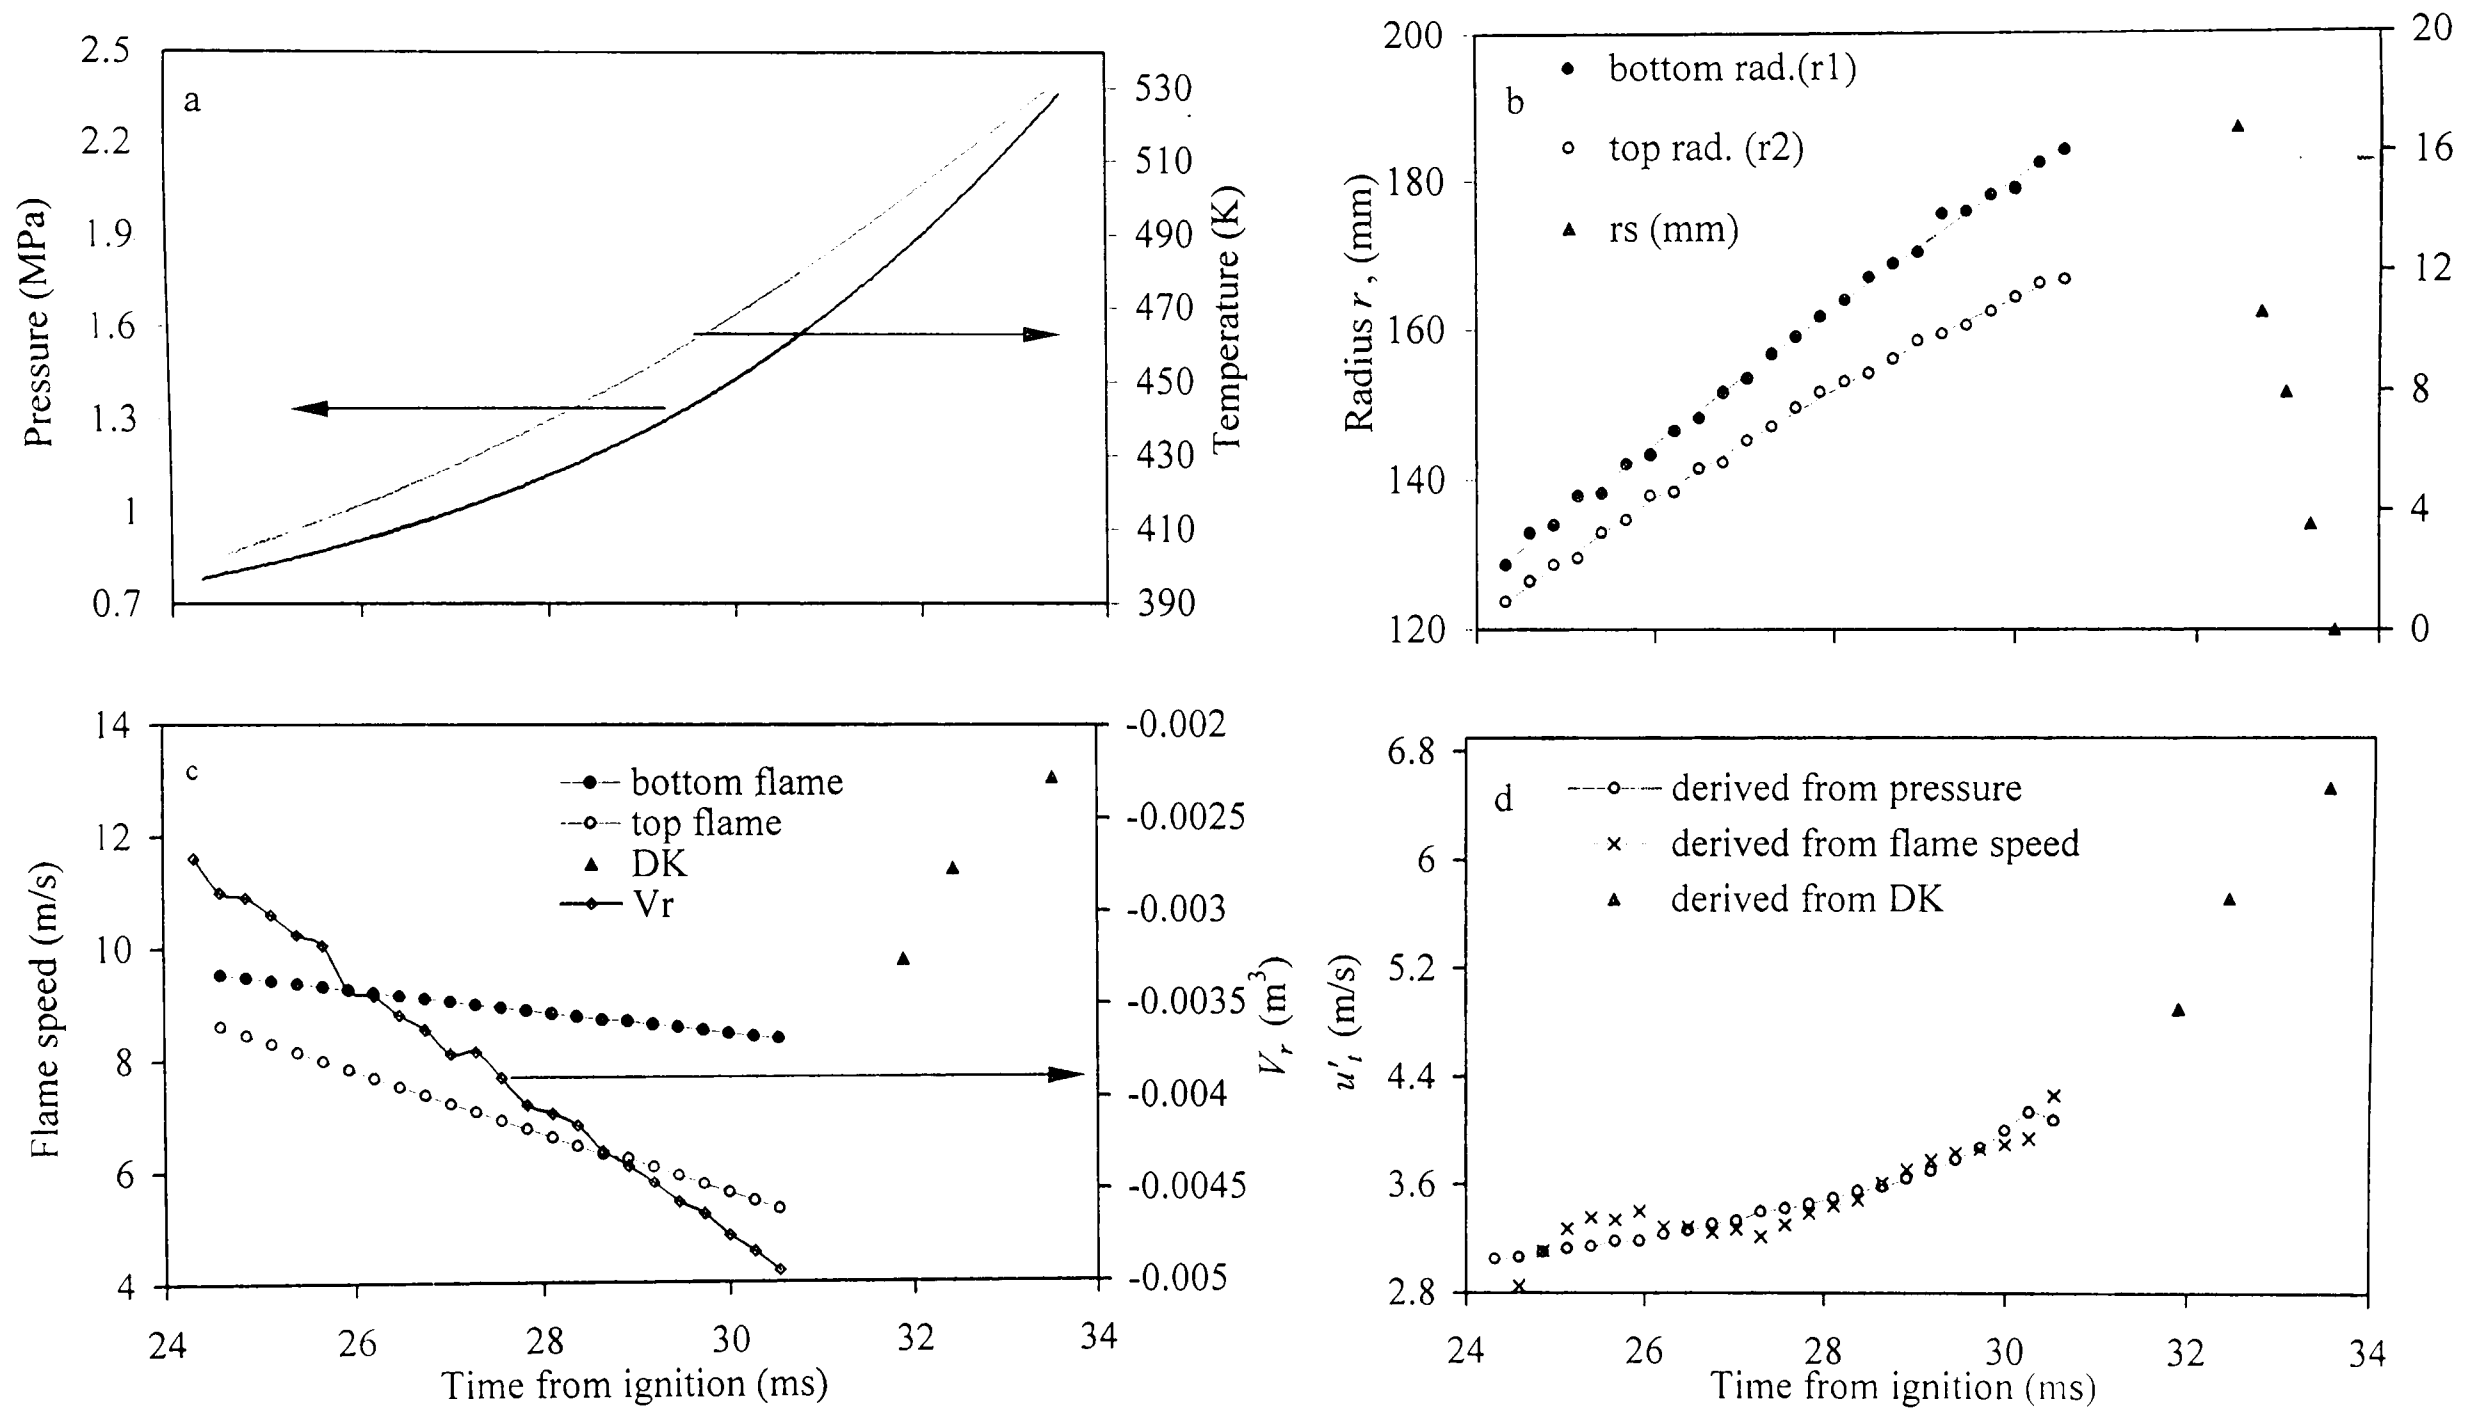 a
2.5
2.2
1.9
1.6
1.3
1
0.7
Pressure (MPa)
530
510
490
470
450
430
410
390
Temperature (K)
b
bottom rad.(r1)
top rad. (r2)
rs (mm)
200
180
160
140
120
Radius r , (mm)
20
16
12
8
4
0
c
bottom flame
top flame
DK
Vr
14
12
10
8
6
4
Flame speed (m/s)
-0.002
-0.0025
-0.003
-0.0035
-0.004
-0.0045
-0.005
Vr (m³)
24 26 28 30 32 34
Time from ignition (ms)
d
derived from pressure
derived from flame speed
derived from DK
6.8
6
5.2
4.4
3.6
2.8
u't (m/s)
24 26 28 30 32 34
Time from ignition (ms)